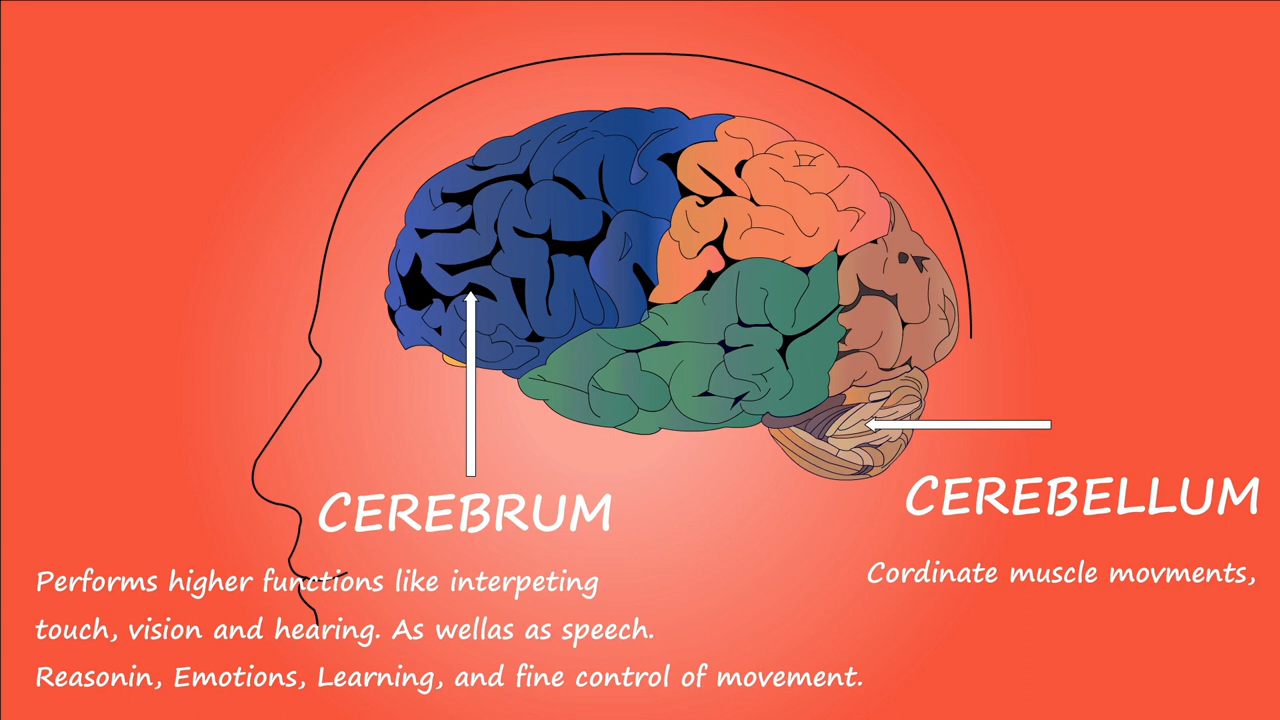 CEREBRUM
Performs higher functions like interpeting
touch, vision and hearing. As wellas as speech.
Reasonin, Emotions, Learning, and fine control of movement.
CEREBELLUM
Cordinate muscle movments,